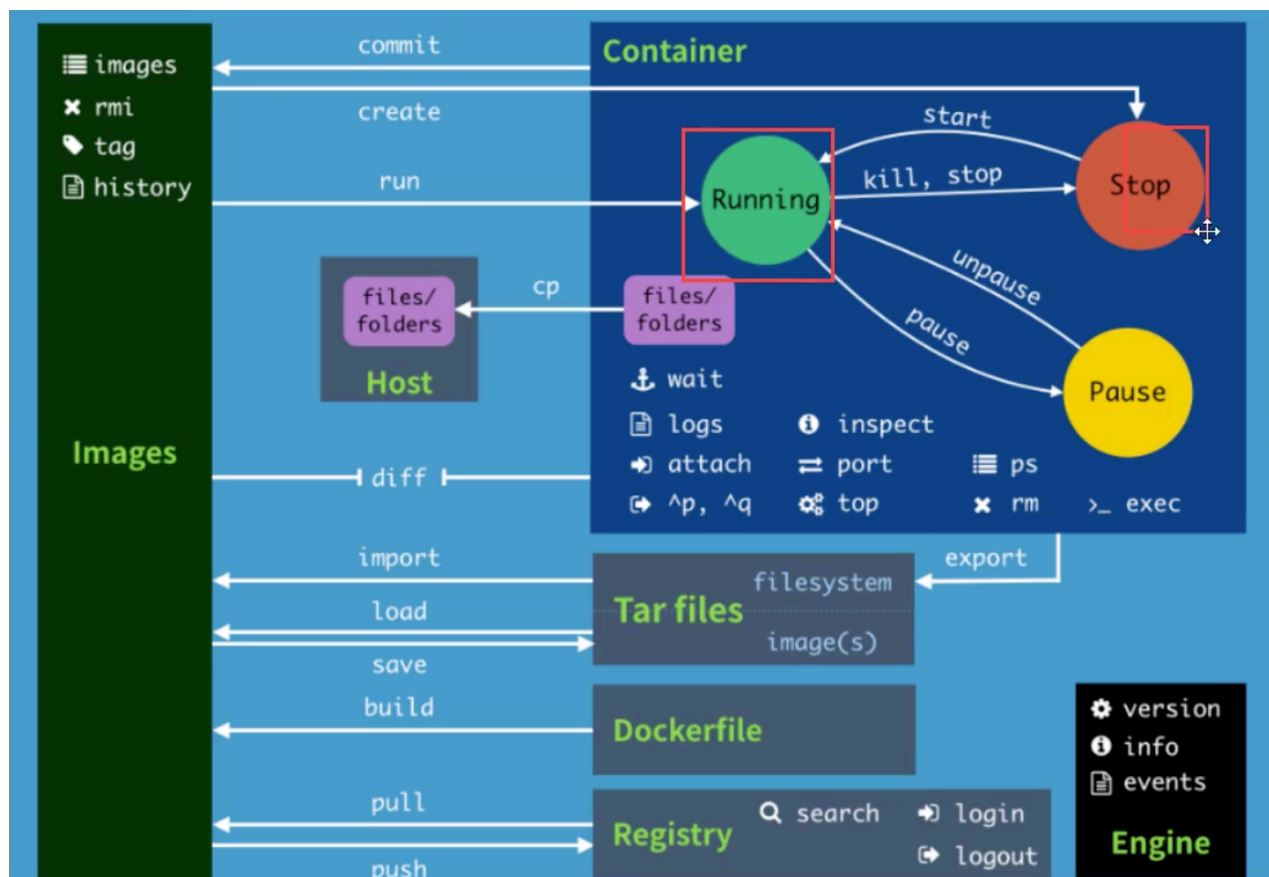 images
rmi
tag
history
Images
commit
create
run
cp
files/
folders
Host
diff
import
load
save
build
pull
push
Container
start
kill, stop
Running
Stop
unpause
pause
Pause
files/
folders
wait
logs
inspect
attach
port
ps
^p, ^q
top
rm
>_ exec
export
filesystem
Tar files
image(s)
Dockerfile
search
login
Registry
logout
version
info
events
Engine